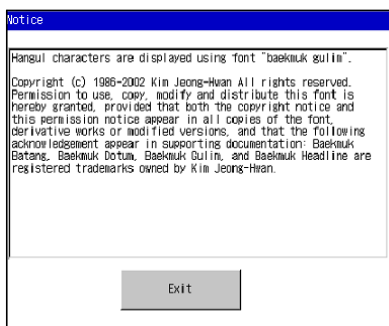 Notice
Hangul characters are displayed using font "baekmuk gulim".
Copyright (c) 1986-2002 Kim Jeong-Hwan All rights reserved.
Permission to use, copy, modify and distribute this font is
hereby granted, provided that both the copyright notice and
this permission notice appear in all copies of the font,
derivative works or modified versions, and that the following
acknowledgement appear in supporting documentation: Baekmuk
Batang, Baekmuk Dotum, Baekmuk Gulim, and Baekmuk Headline are
registered trademarks owned by Kim Jeong-Hwan.
Exit